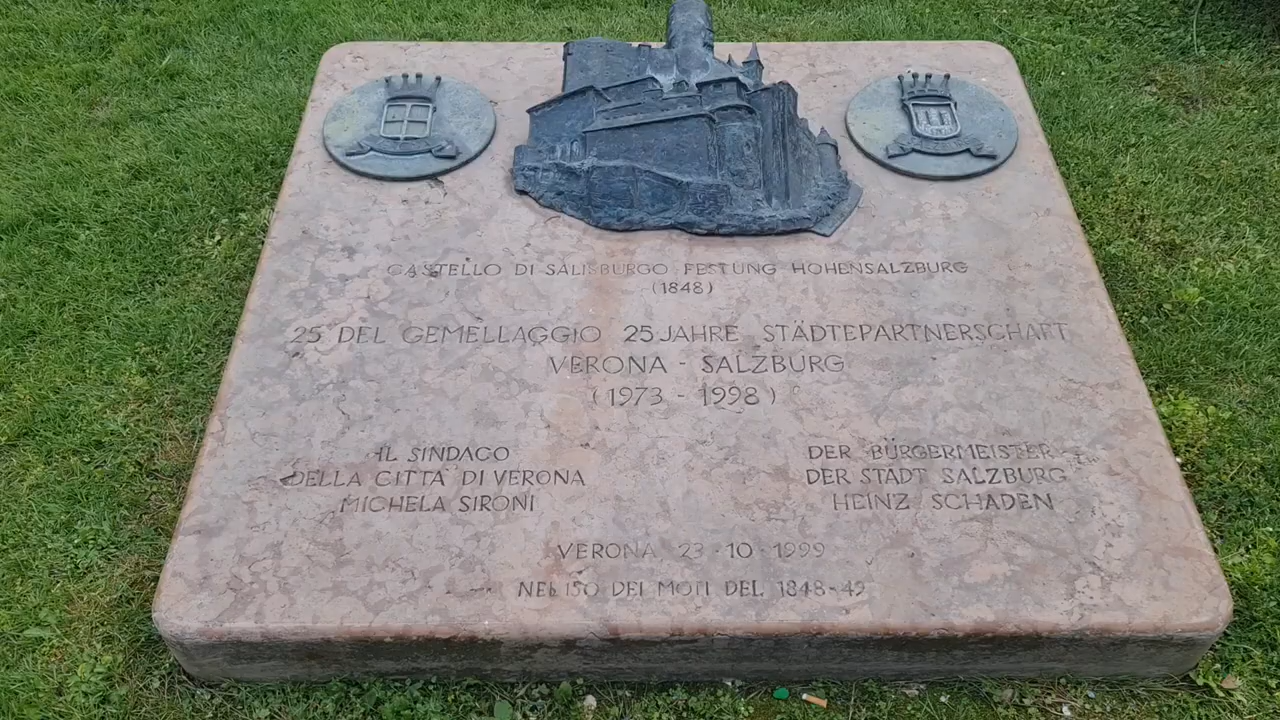 CASTELLO DI SALISBURGO FESTUNG HOHENSALZBURG
(1848)
25 DEL GEMELLAGGIO 25 JAHRE STÄDTEPARTNERSCHAFT
VERONA - SALZBURG
(1973 - 1998)
IL SINDACO
DELLA CITTA' DI VERONA
MICHELA SIRONI
DER BÜRGERMEISTER
DER STADT SALZBURG
HEINZ SCHADEN
VERONA 23·10·1999
NEL 150 DEI MOTI DEL 1848-49